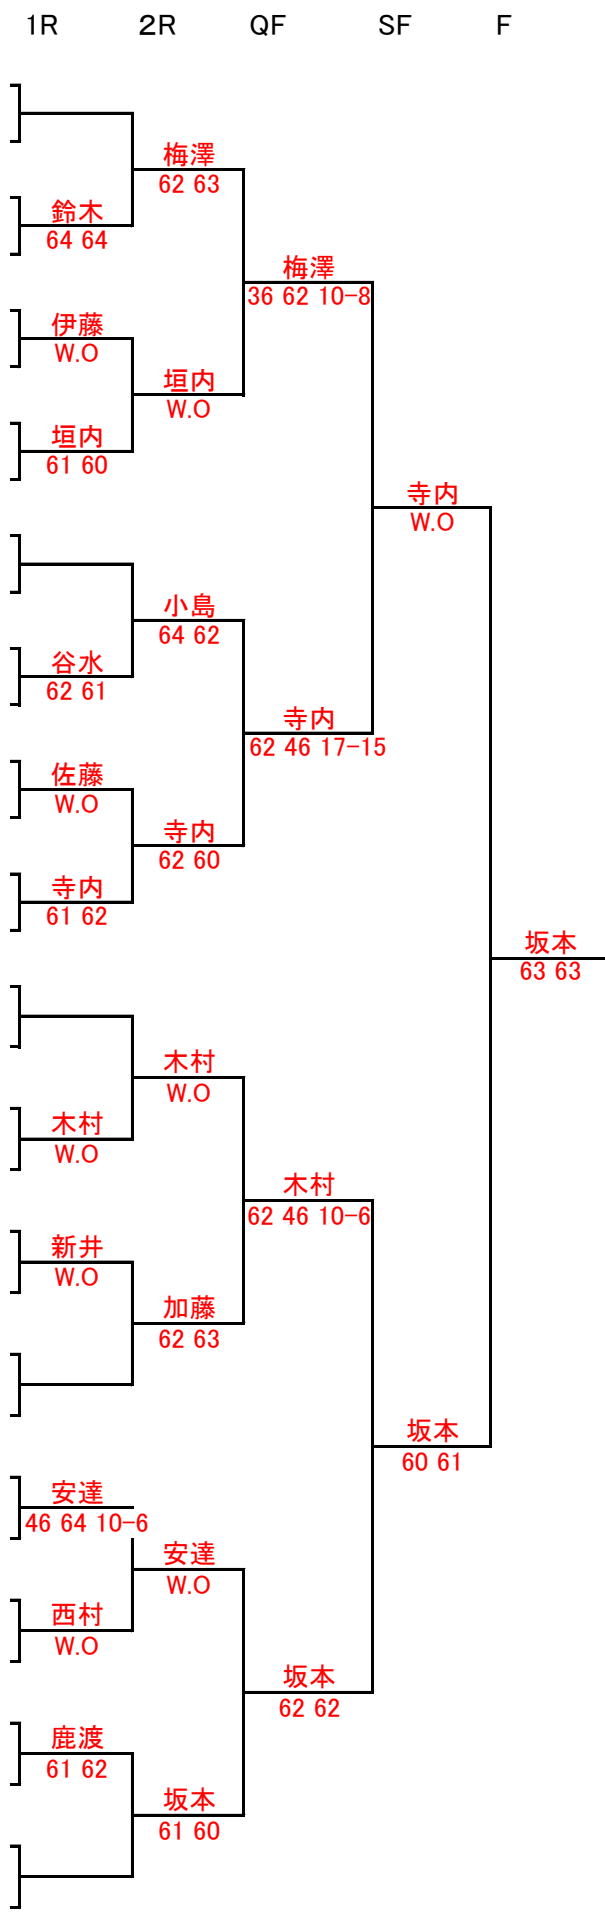 1R 2R QF SF F
梅澤
62 63
鈴木
64 64
梅澤
36 62 10-8
伊藤
W.O
垣内
W.O
垣内
61 60
寺内
W.O
小島
64 62
谷水
62 61
寺内
62 46 17-15
佐藤
W.O
寺内
62 60
寺内
61 62
坂本
63 63
木村
W.O
木村
W.O
木村
62 46 10-6
新井
W.O
加藤
62 63
坂本
60 61
安達
46 64 10-6
安達
W.O
西村
W.O
坂本
62 62
鹿渡
61 62
坂本
61 60